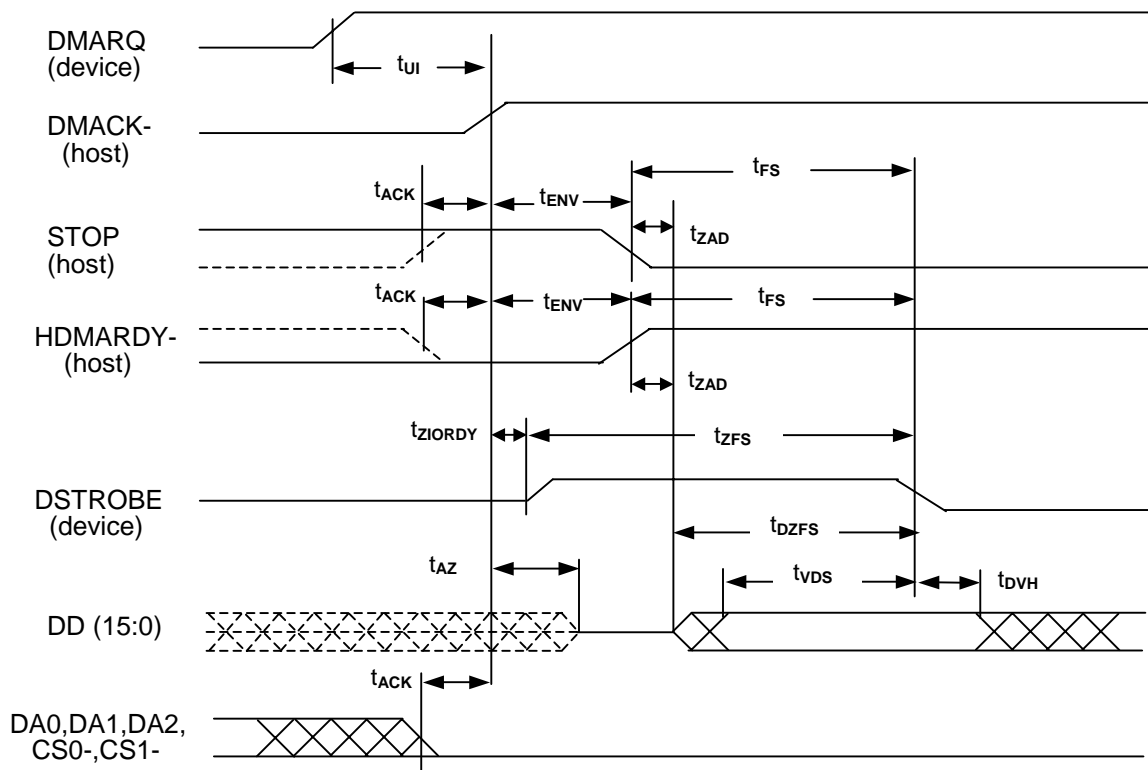 DMARQ
(device)
tUI
DMACK-
(host)
tFS
tACK
tENV
tZAD
STOP
(host)
tACK
tENV
tFS
HDMARDY-
(host)
tZAD
tZIORDY
tZFS
DSTROBE
(device)
tDZFS
tAZ
tVDS
tDVH
DD (15:0)
tACK
DA0,DA1,DA2,
CS0-,CS1-